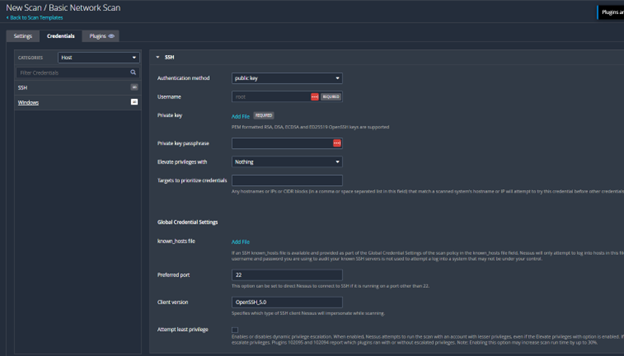 New Scan / Basic Network Scan
Back to Scan Templates
Plugins ar
Settings
Credentials
Plugins
CATEGORIES
Host
Filter Credentials
SSH
Windows
SSH
Authentication method
public key
Username
root
REQUIRED
Private key
Add File
REQUIRED
PEM formatted RSA, DSA, ECDSA and ED25519 OpenSSH keys are supported
Private key passphrase
Elevate privileges with
Nothing
Targets to prioritize credentials
Any hostnames or IPs or CIDR blocks (in a comma or space separated list in this field) that match a scanned system's hostname or IP will attempt to try this credential before other credentia
Global Credential Settings
known_hosts file
Add File
If an SSH known_hosts file is available and provided as part of the Global Credential Settings of the scan policy in the known_hosts file field, Nessus will only attempt to log into hosts in this fi
username and password you are using to audit your known SSH servers is not used to attempt a log into a system that may not be under your control.
Preferred port
22
This option can be set to direct Nessus to connect to SSH if it is running on a port other than 22.
Client version
OpenSSH_5.0
Specifies which type of SSH client Nessus will impersonate while scanning.
Attempt least privilege
Enables or disables dynamic privilege escalation. When enabled, Nessus attempts to run the scan with an account with lesser privileges, even if the Elevate privileges with option is enabled. If
escalate privileges. Plugins 102095 and 102094 report which plugins ran with or without escalated privileges. Note: Enabling this option may increase scan run time by up to 30%.